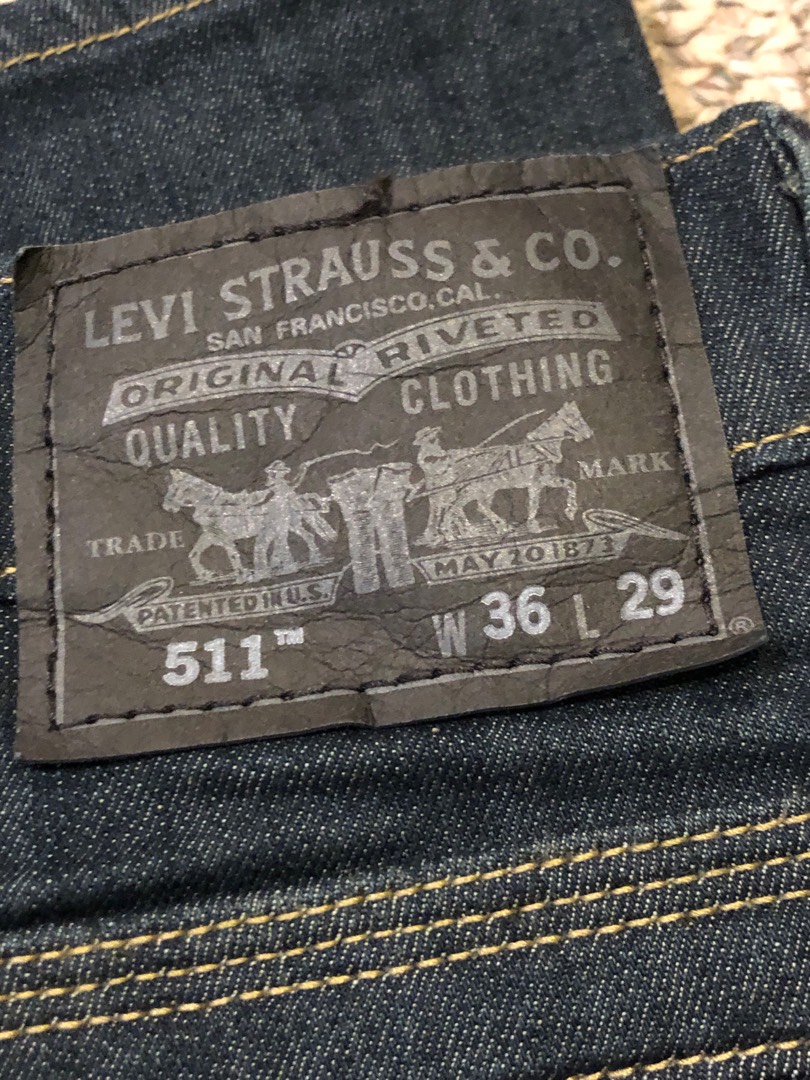 LEVI STRAUSS & CO.
SAN FRANCISCO, CAL.
ORIGINAL RIVETED
QUALITY CLOTHING
TRADE MARK
PATENTED IN U.S. MAY 20 1873
511™ W 36 L 29 ®